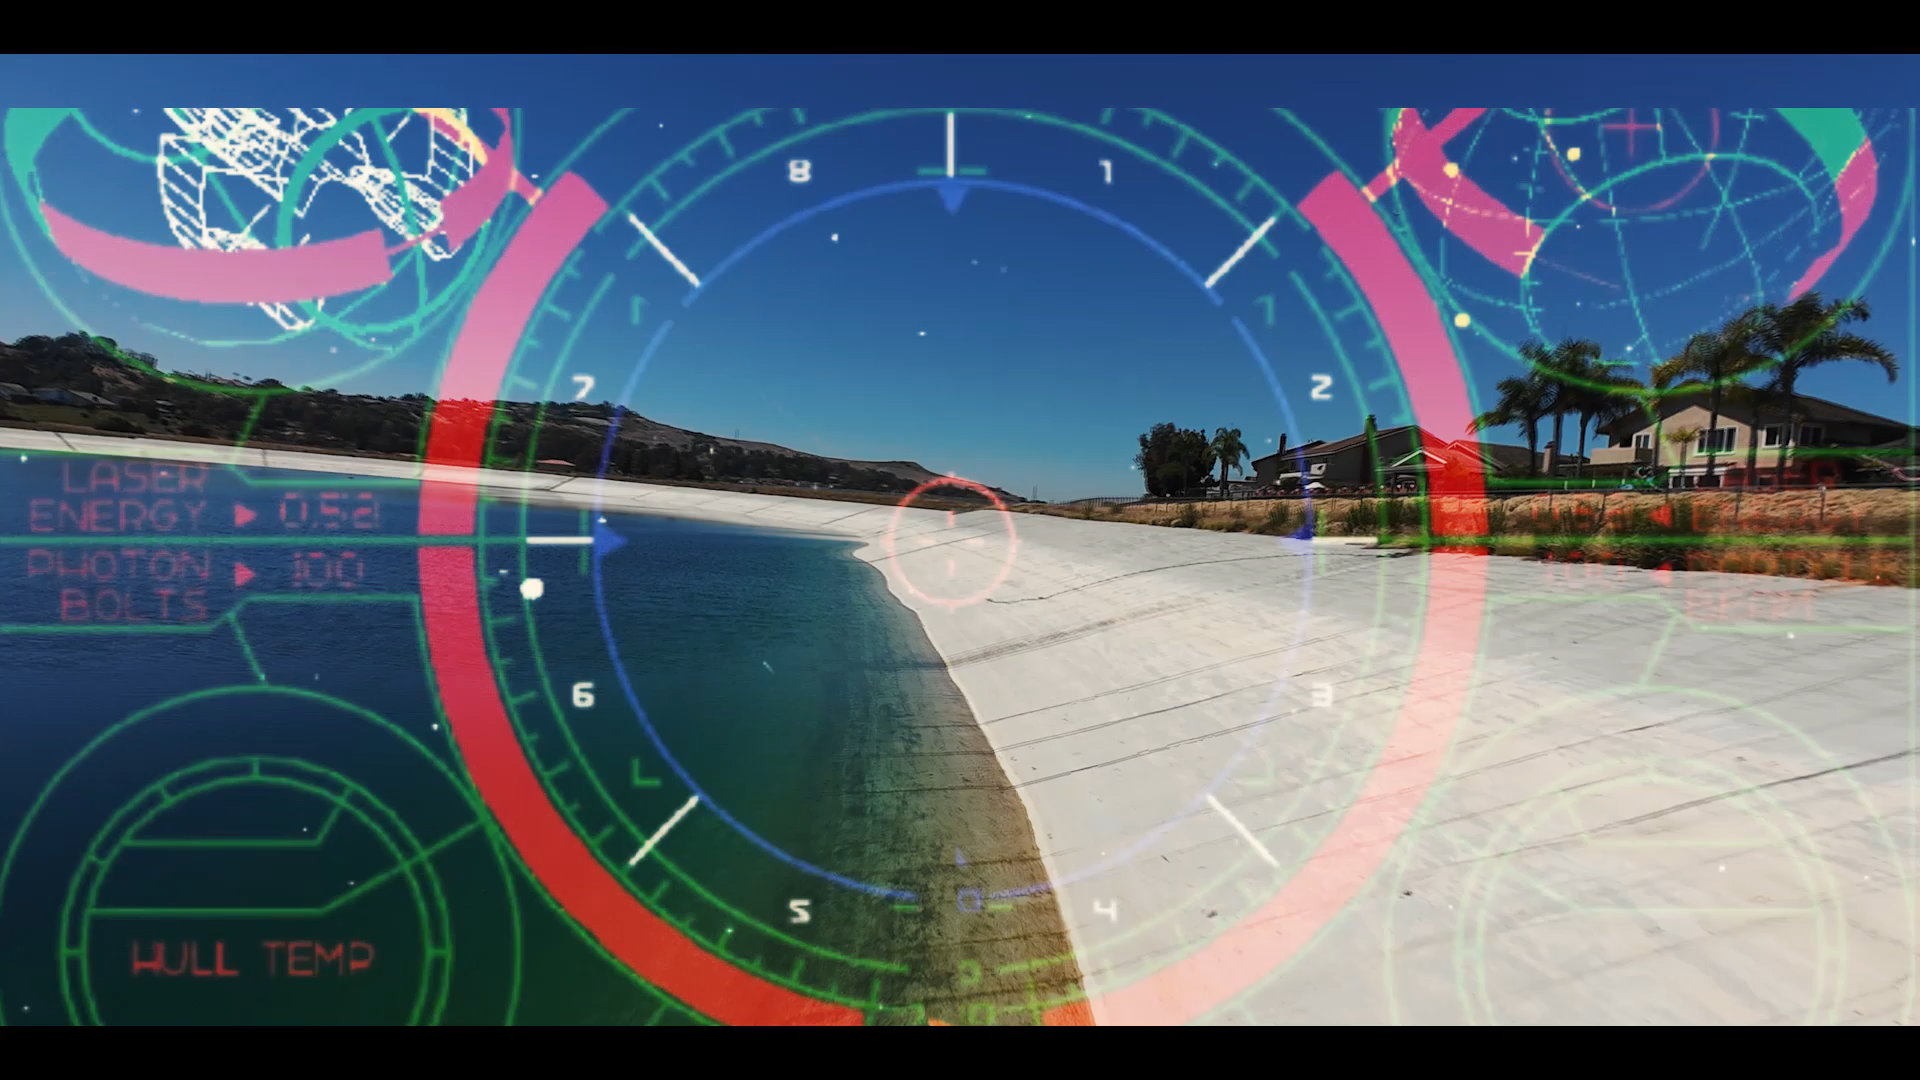 8 1
7 2
LASER
ENERGY ▶ 0.52
PHOTON ▶ 100
BOLTS
6 3
5 4
HULL TEMP